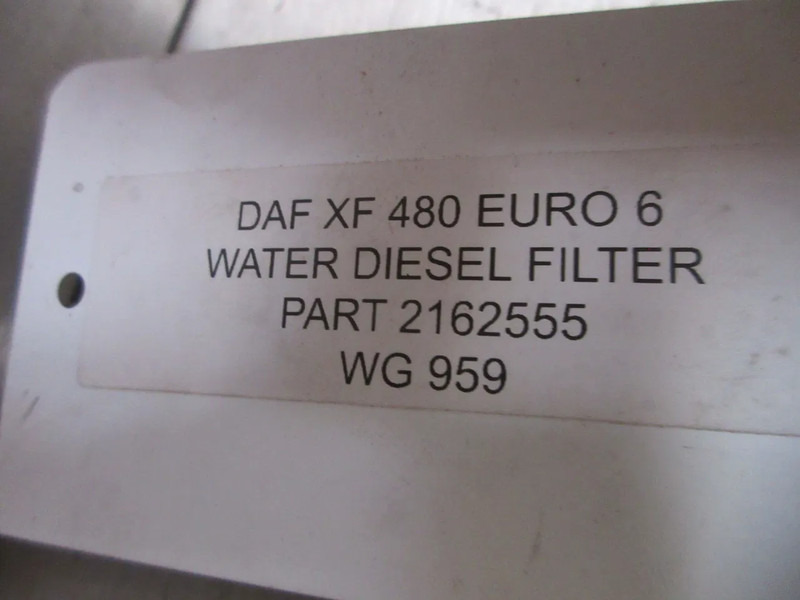 DAF XF 480 EURO 6
WATER DIESEL FILTER
PART 2162555
WG 959